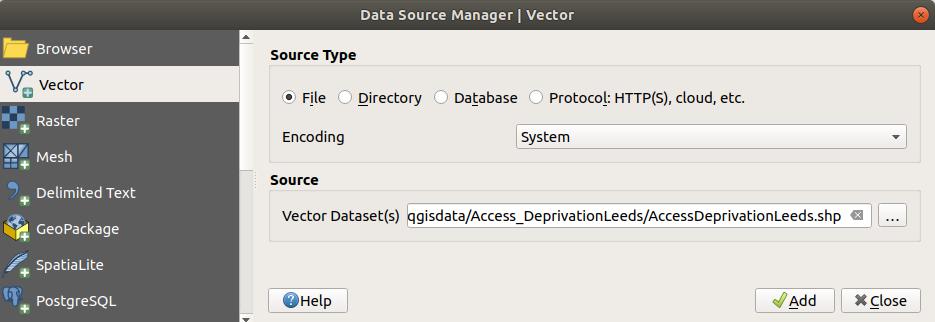 Data Source Manager | Vector
Browser
Vector
Raster
Mesh
Delimited Text
GeoPackage
SpatiaLite
PostgreSQL
Source Type
File Directory Database Protocol: HTTP(S), cloud, etc.
Encoding System
Source
Vector Dataset(s) qgisdata/Access_DeprivationLeeds/AccessDeprivationLeeds.shp ...
Help Add Close